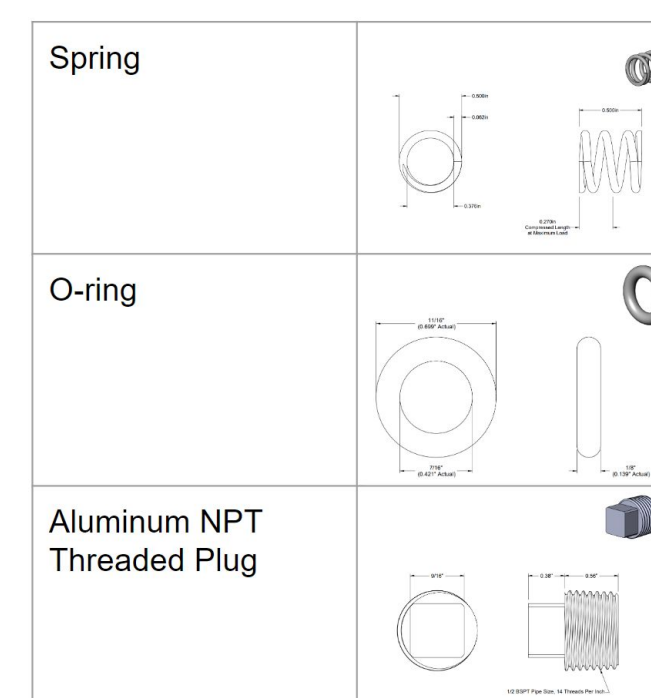 Spring
0.500in
0.062in
0.500in
0.376in
0.270in
Compressed Length
at Maximum Load
O-ring
11/16"
(0.699" Actual)
7/16"
(0.421" Actual)
1/8"
(0.139" Actual)
Aluminum NPT
Threaded Plug
9/16"
0.38"
0.56"
1/2 BSPT Pipe Size, 14 Threads Per Inch